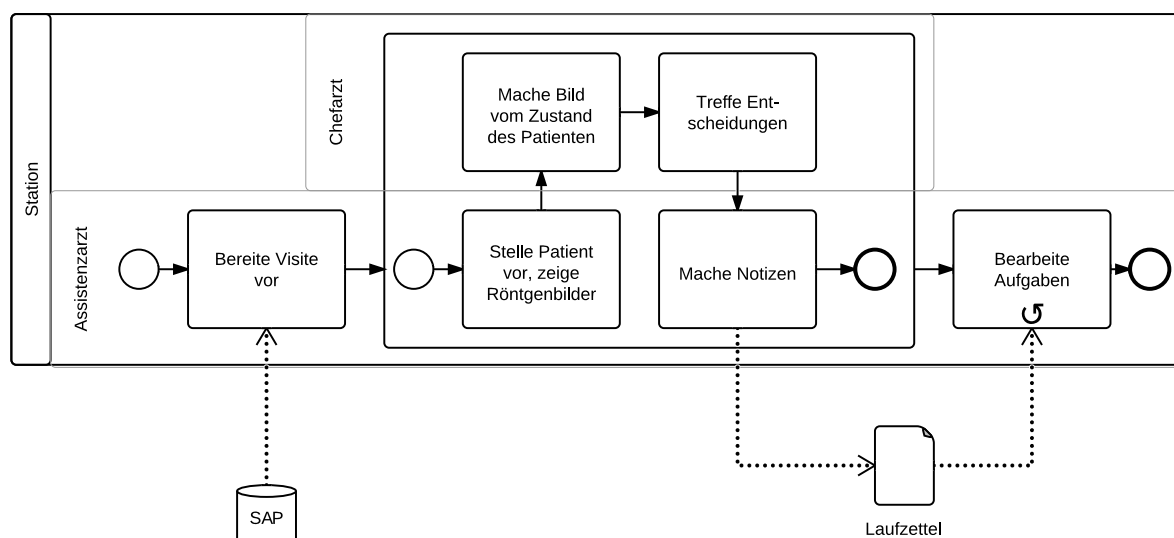 Station
Chefarzt
Mache Bild
vom Zustand
des Patienten
Treffe Ent-
scheidungen
Assistenzarzt
Bereite Visite
vor
Stelle Patient
vor, zeige
Röntgenbilder
Mache Notizen
Bearbeite
Aufgaben
SAP
Laufzettel